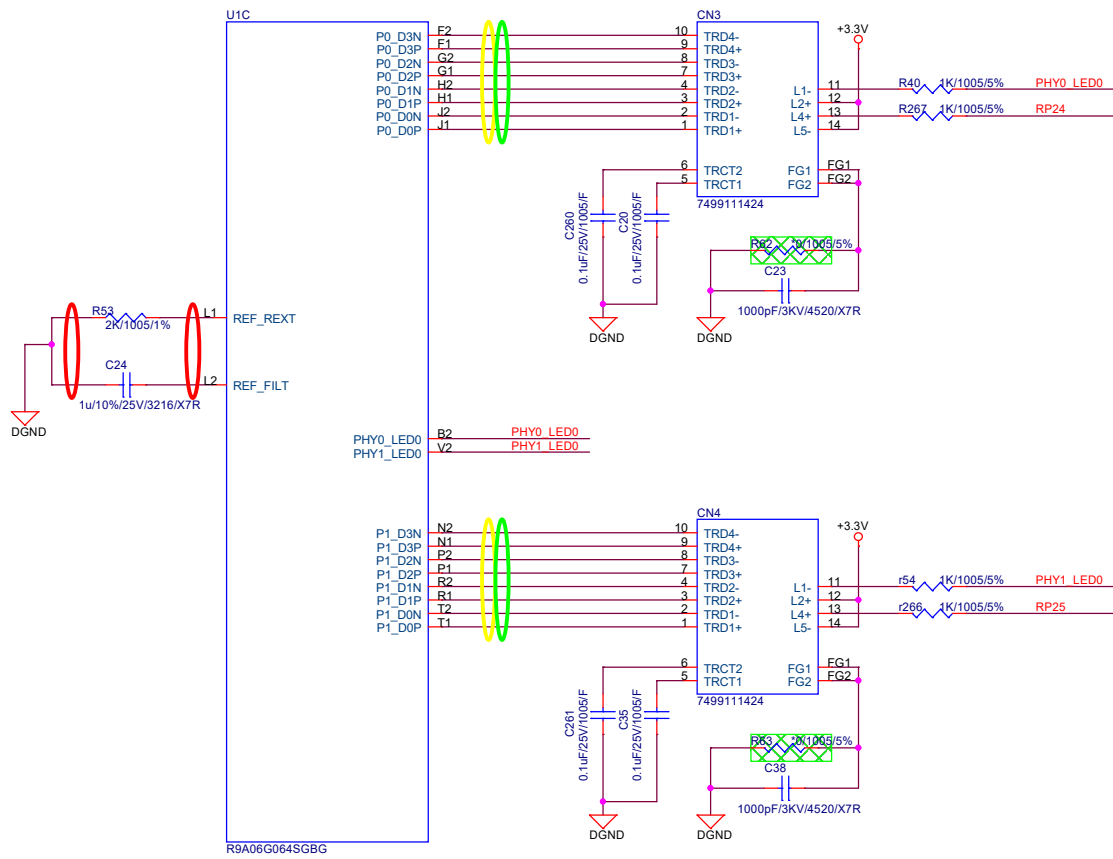 U1C
P0_D3N F2
P0_D3P F1
P0_D2N G2
P0_D2P G1
P0_D1N H2
P0_D1P H1
P0_D0N J2
P0_D0P J1
CN3
10 TRD4-
9 TRD4+
8 TRD3-
7 TRD3+
4 TRD2-
3 TRD2+
2 TRD1-
1 TRD1+
6 TRCT2
5 TRCT1
L1- 11
L2+ 12
L4+ 13
L5- 14
FG1 FG1
FG2 FG2
7499111424
+3.3V
R40 1K/1005/5% PHY0_LED0
R267 1K/1005/5% RP24
C260
0.1uF/25V/1005/F
C20
0.1uF/25V/1005/F
DGND
R62 *0/1005/5%
C23
1000pF/3KV/4520/X7R
DGND
R53
2K/1005/1%
L1 REF_REXT
C24
1u/10%/25V/3216/X7R
L2 REF_FILT
DGND
PHY0_LED0 B2 PHY0_LED0
PHY1_LED0 V2 PHY1_LED0
P1_D3N N2
P1_D3P N1
P1_D2N P2
P1_D2P P1
P1_D1N R2
P1_D1P R1
P1_D0N T2
P1_D0P T1
CN4
10 TRD4-
9 TRD4+
8 TRD3-
7 TRD3+
4 TRD2-
3 TRD2+
2 TRD1-
1 TRD1+
6 TRCT2
5 TRCT1
L1- 11
L2+ 12
L4+ 13
L5- 14
FG1 FG1
FG2 FG2
7499111424
+3.3V
r54 1K/1005/5% PHY1_LED0
r266 1K/1005/5% RP25
C261
0.1uF/25V/1005/F
C35
0.1uF/25V/1005/F
DGND
R63 *0/1005/5%
C38
1000pF/3KV/4520/X7R
DGND
R9A06G064SGBG